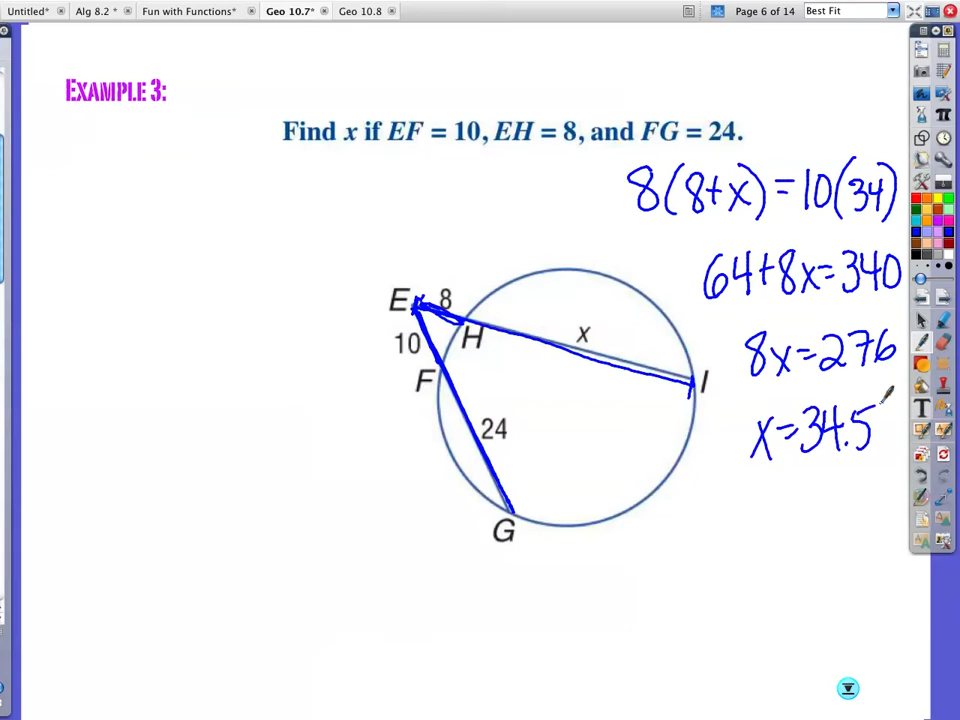 Untitled* Alg 8.2 * Fun with Functions* Geo 10.7* Geo 10.8 Page 6 of 14 Best Fit
EXAMPLE 3:
Find x if EF = 10, EH = 8, and FG = 24.
8(8+x)=10(34)
64+8x=340
8x=276
x=34.5
E 8
H x
10
F I
24
G
T